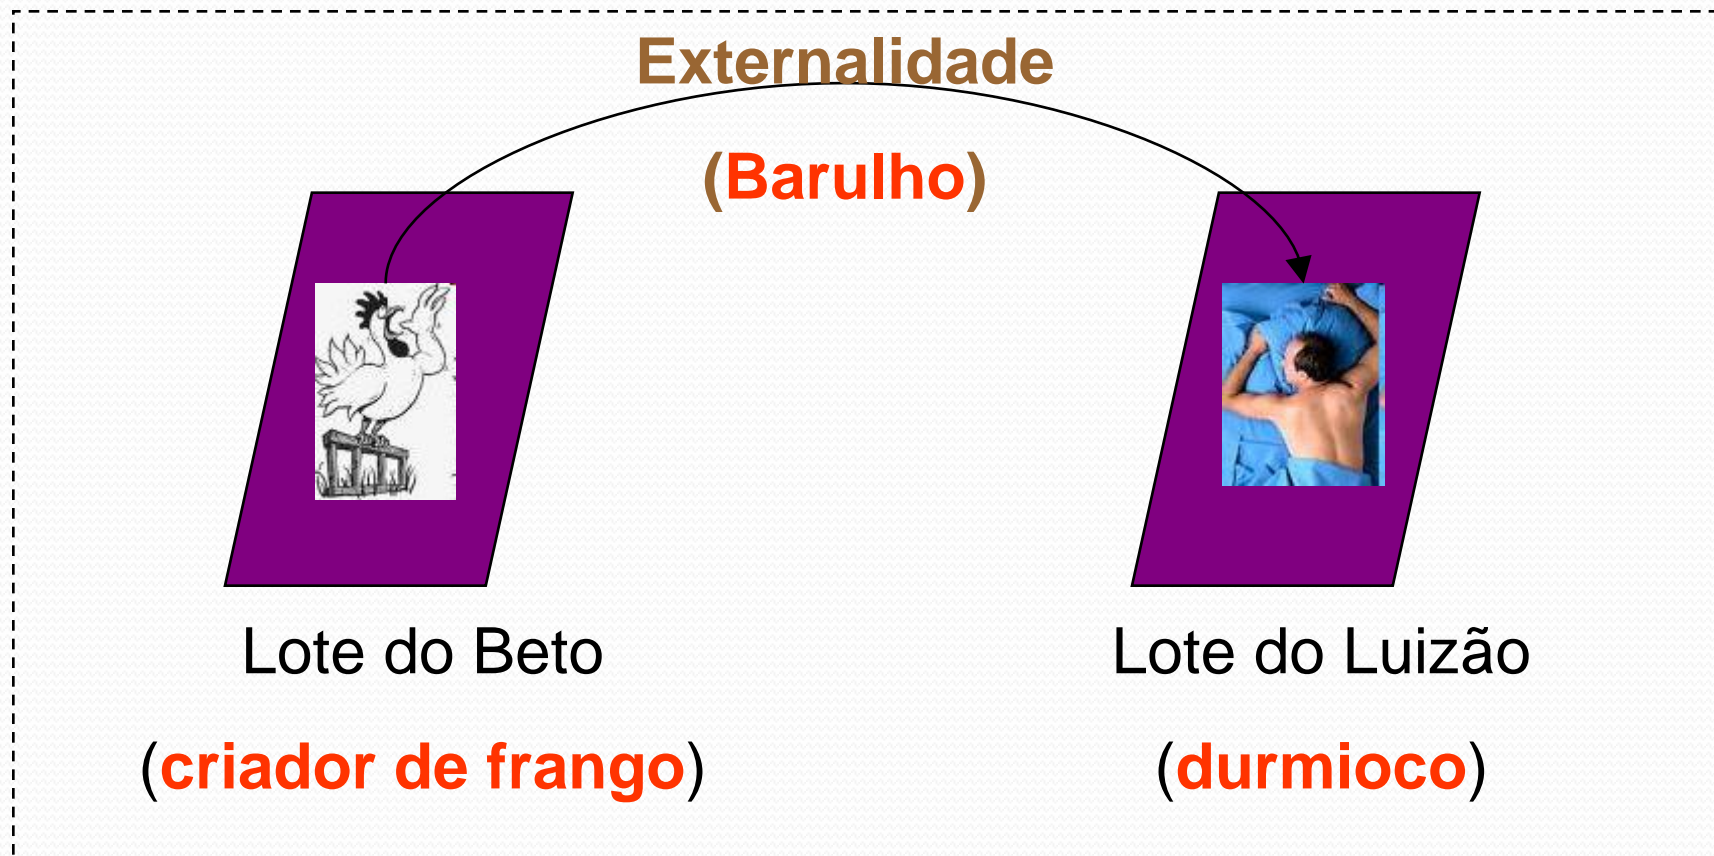 Externalidade
(Barulho)
Lote do Beto
Lote do Luizão
(criador de frango)
(durmioco)